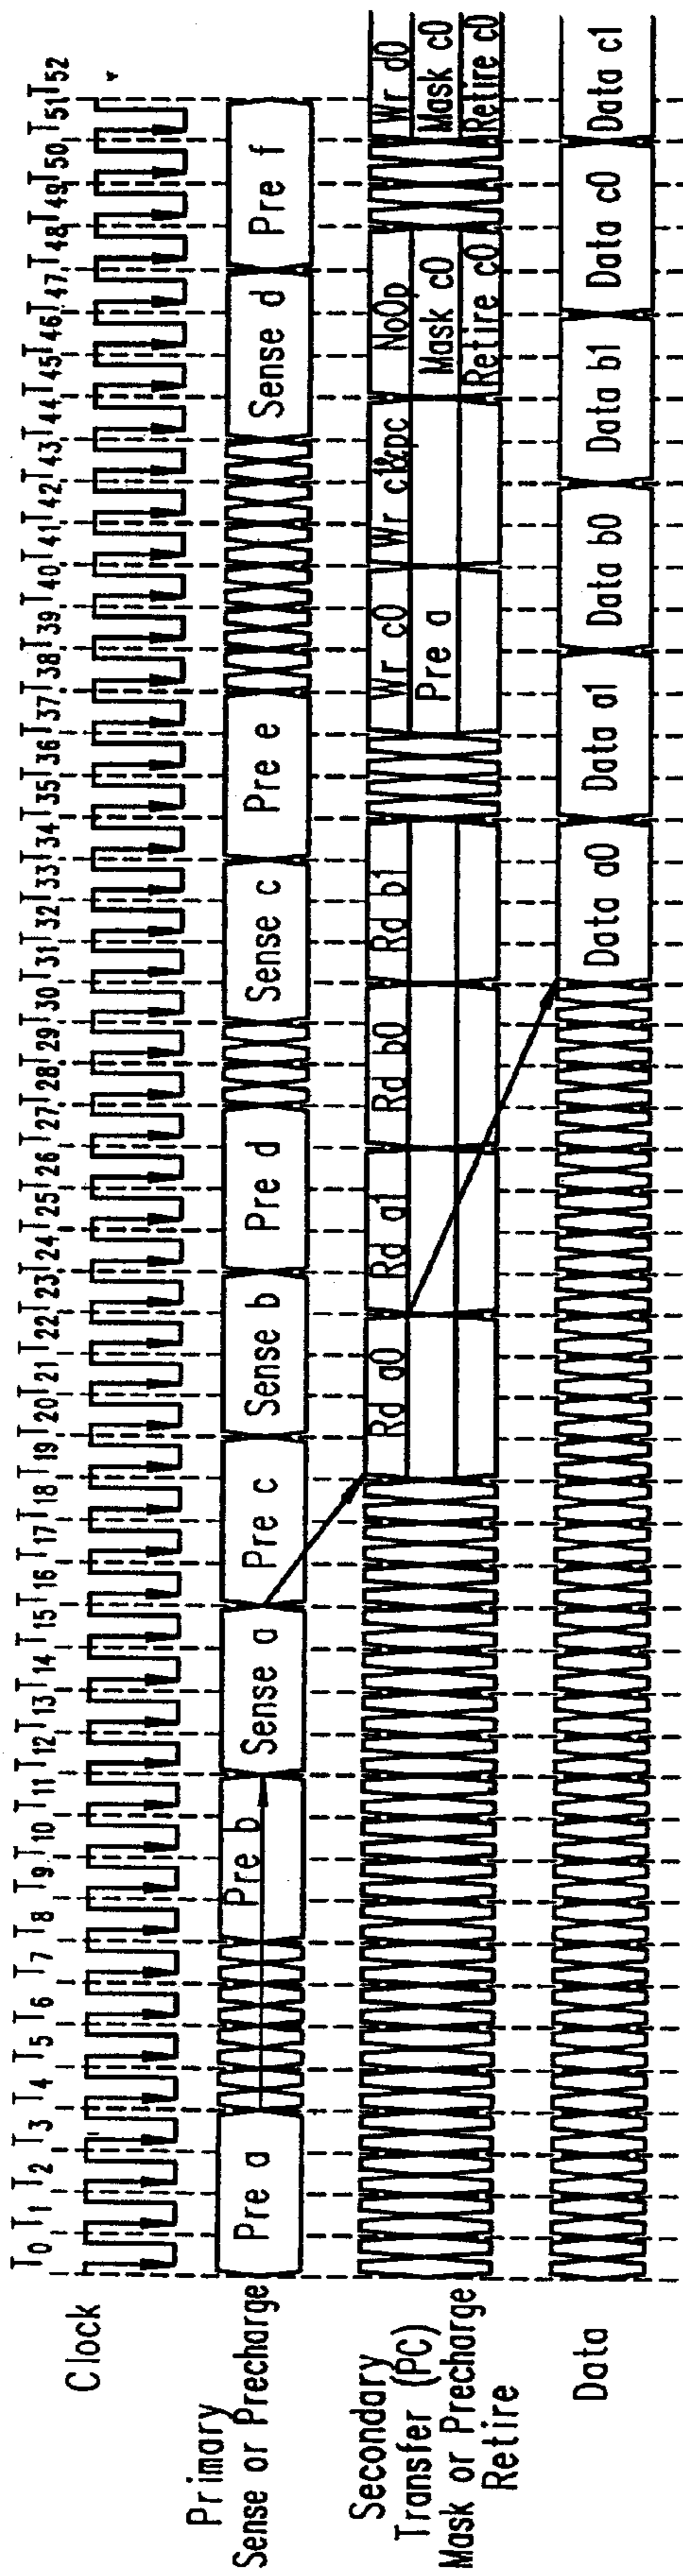 T0 T1 T2 T3 T4 T5 T6 T7 T8 T9 T10 T11 T12 T13 T14 T15 T16 T17 T18 T19 T20 T21 T22 T23 T24 T25 T26 T27 T28 T29 T30 T31 T32 T33 T34 T35 T36 T37 T38 T39 T40 T41 T42 T43 T44 T45 T46 T47 T48 T49 T50 T51 T52
Clock
Primary
Sense or Precharge
Pre a
Pre b
Sense a
Pre c
Sense b
Pre d
Sense c
Pre e
Sense d
Pre f
Secondary
Transfer (PC)
Mask or Precharge
Retire
Rd a0
Rd a1
Rd b0
Rd b1
Wr c0
Pre a
Wr c1&pc
NoOp
Mask c0
Retire c0
Wr d0
Mask c0
Retire c0
Data
Data a0
Data a1
Data b0
Data b1
Data c0
Data c1